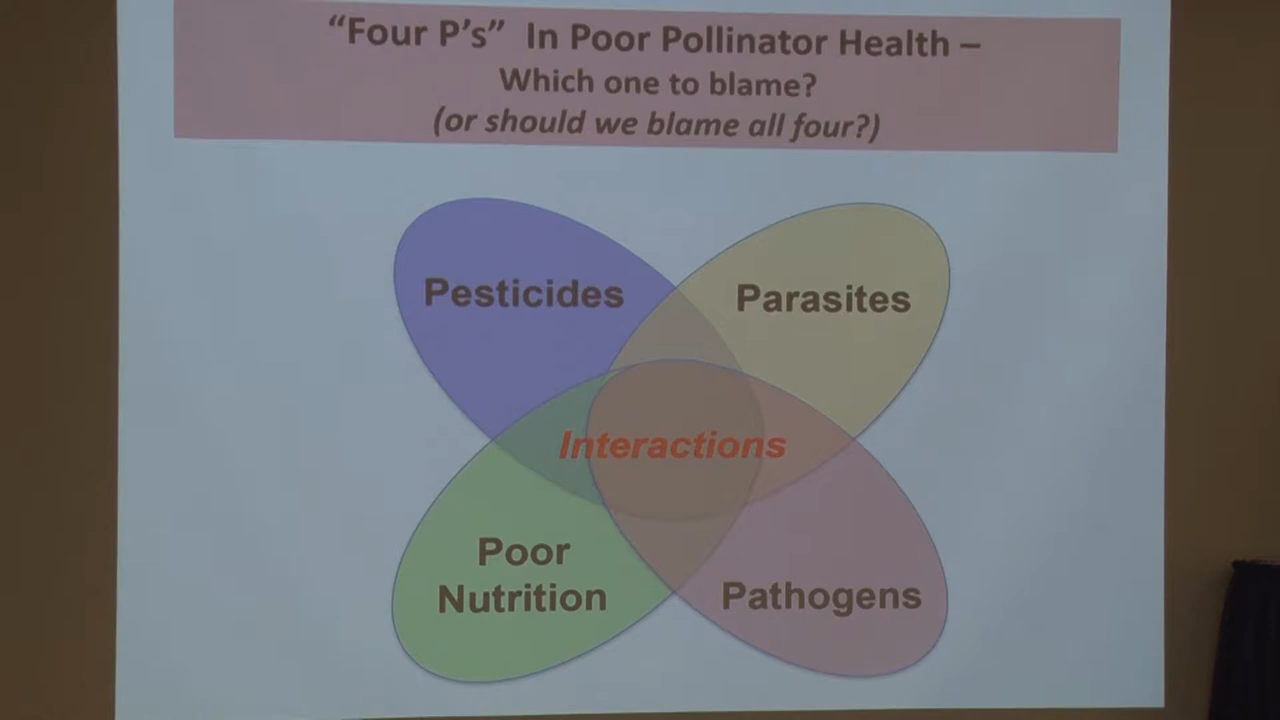 “Four P’s” In Poor Pollinator Health –
Which one to blame?
(or should we blame all four?)
Pesticides
Parasites
Interactions
Poor
Nutrition
Pathogens